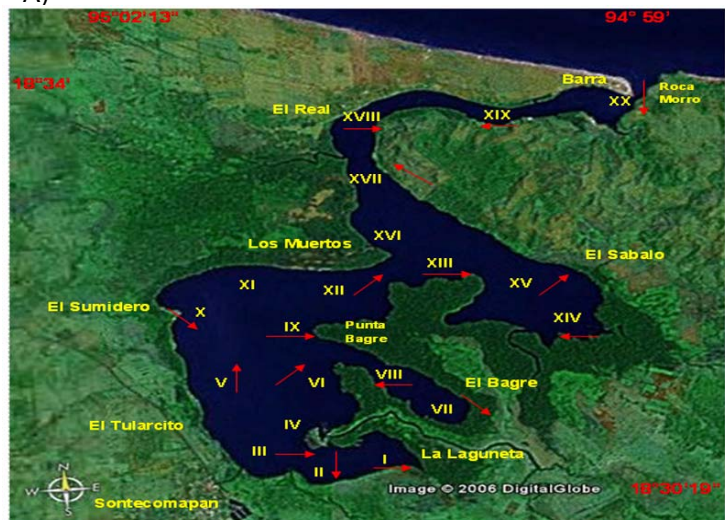 A)
95°02'13"
94° 59'
18°34'
Barra
Roca
Morro
XX
El Real
XVIII
XIX
XVII
Los Muertos
XVI
El Sabalo
XIII
XV
XI
XII
El Sumidero
X
XIV
IX
Punta
Bagre
V
VI
VIII
El Bagre
VII
El Tularcito
IV
III
La Laguneta
I
II
N
W
E
S
Image © 2006 DigitalGlobe
18°30'19"
Sontecomapan